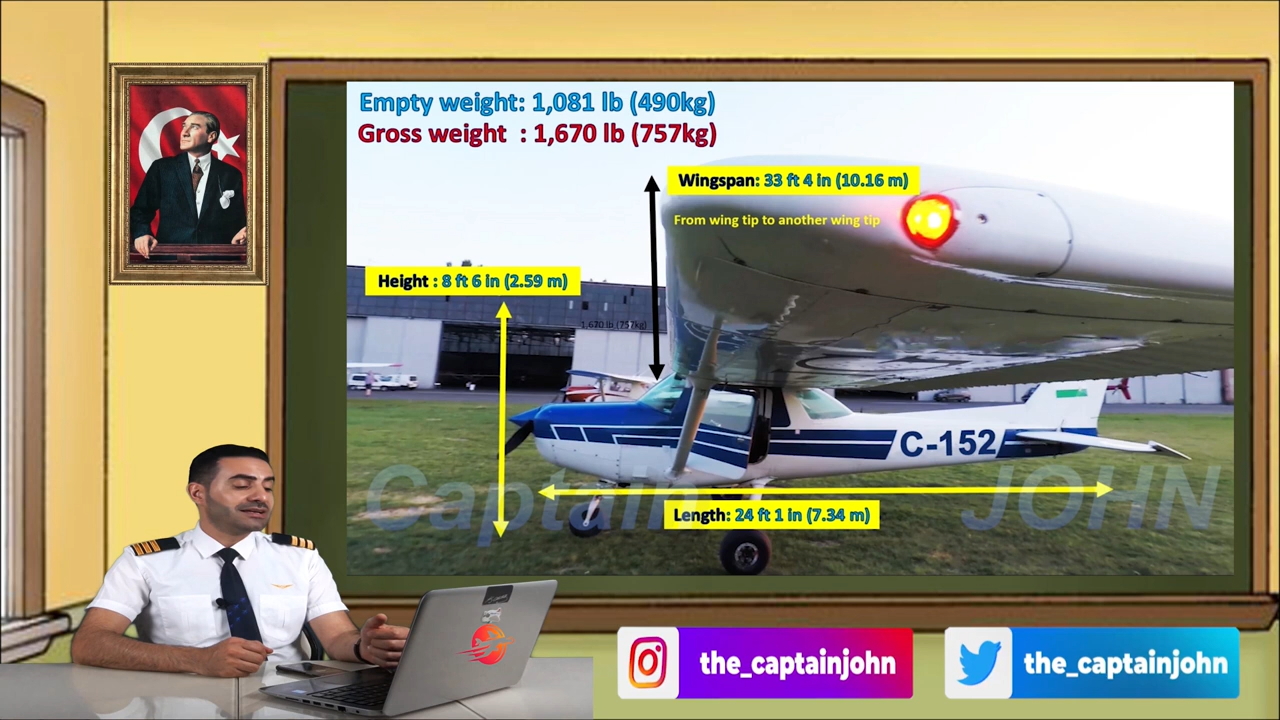 Empty weight: 1,081 lb (490kg)
Gross weight : 1,670 lb (757kg)
Wingspan: 33 ft 4 in (10.16 m)
From wing tip to another wing tip
Height : 8 ft 6 in (2.59 m)
1,670 lb (757kg)
C-152
Captain JOHN
Length: 24 ft 1 in (7.34 m)
the_captainjohn
the_captainjohn